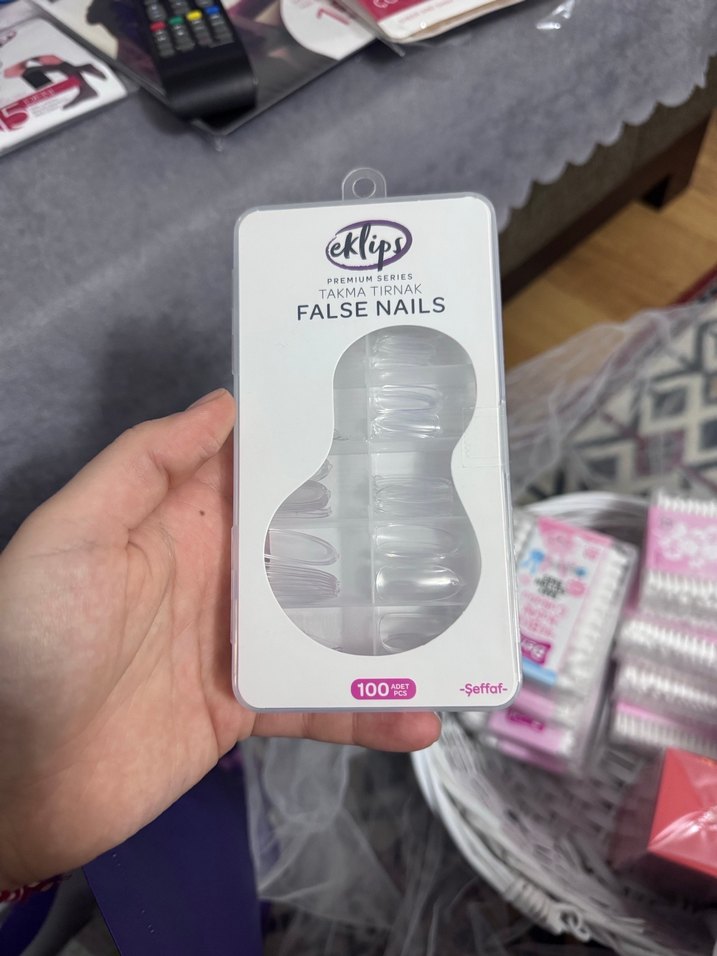 eklips
PREMIUM SERIES
TAKMA TIRNAK
FALSE NAILS
100 ADET
PCS
-Şeffaf-